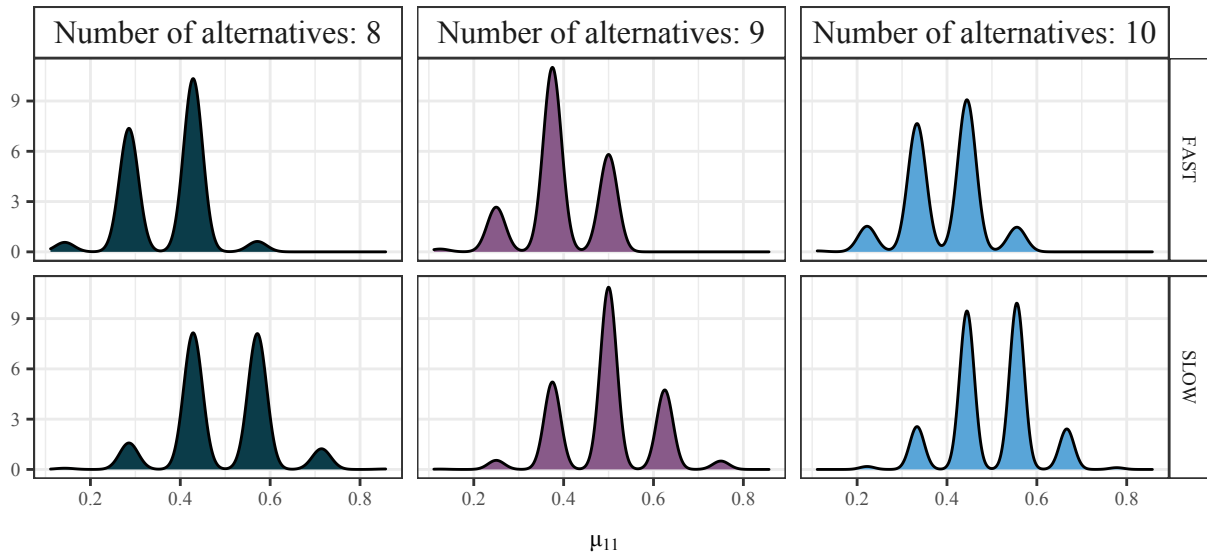 Number of alternatives: 8
Number of alternatives: 9
Number of alternatives: 10
9
6
3
0
FAST
9
6
3
0
SLOW
0.2 0.4 0.6 0.8
0.2 0.4 0.6 0.8
0.2 0.4 0.6 0.8
μ₁₁